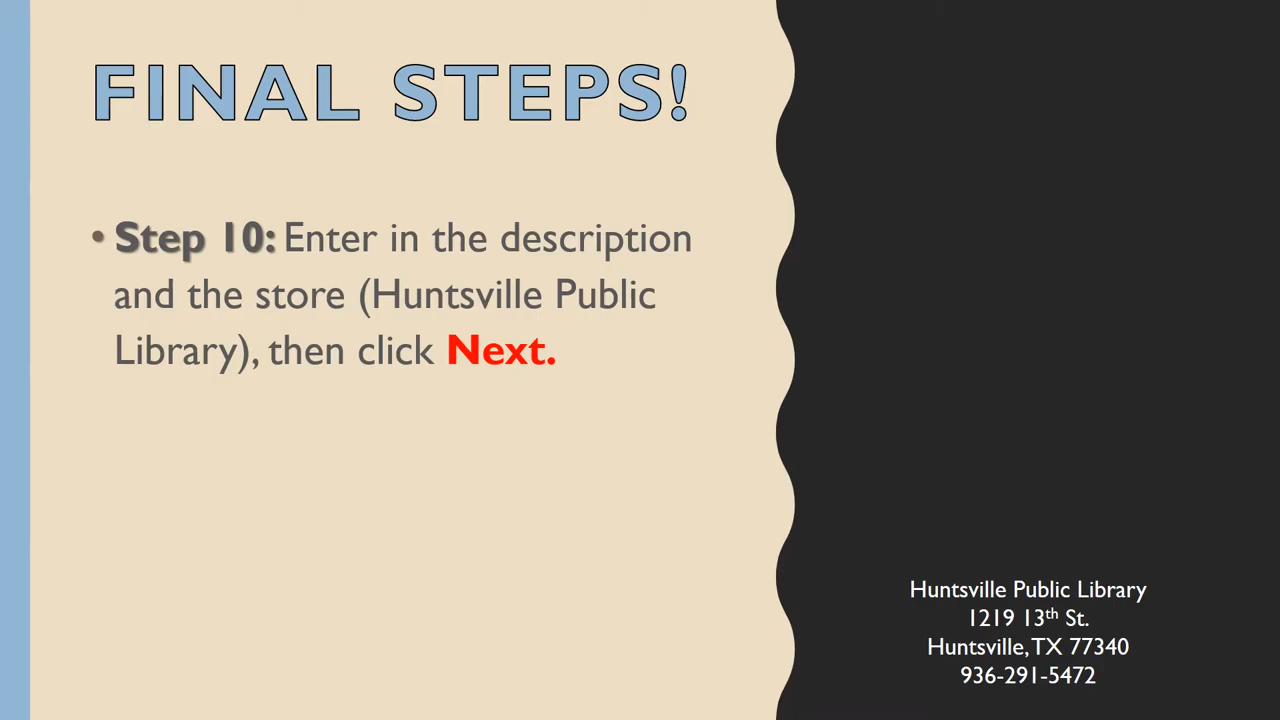 FINAL STEPS!
• Step 10: Enter in the description
and the store (Huntsville Public
Library), then click Next.
Huntsville Public Library
1219 13th St.
Huntsville, TX 77340
936-291-5472